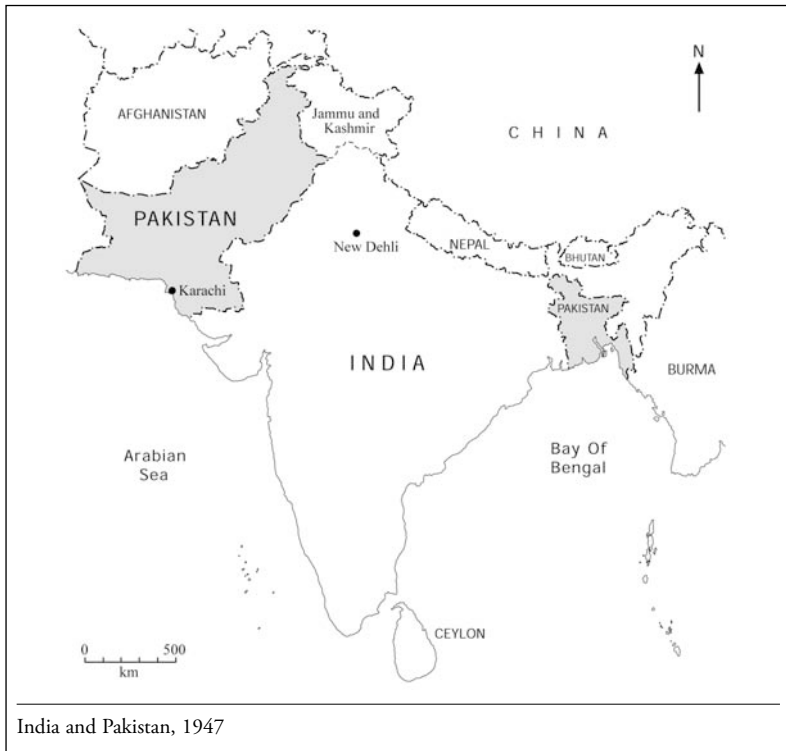 N
AFGHANISTAN
Jammu and
Kashmir
CHINA
PAKISTAN
New Dehli
NEPAL
BHUTAN
Karachi
PAKISTAN
INDIA
BURMA
Arabian
Sea
Bay Of
Bengal
CEYLON
0 500
km
India and Pakistan, 1947